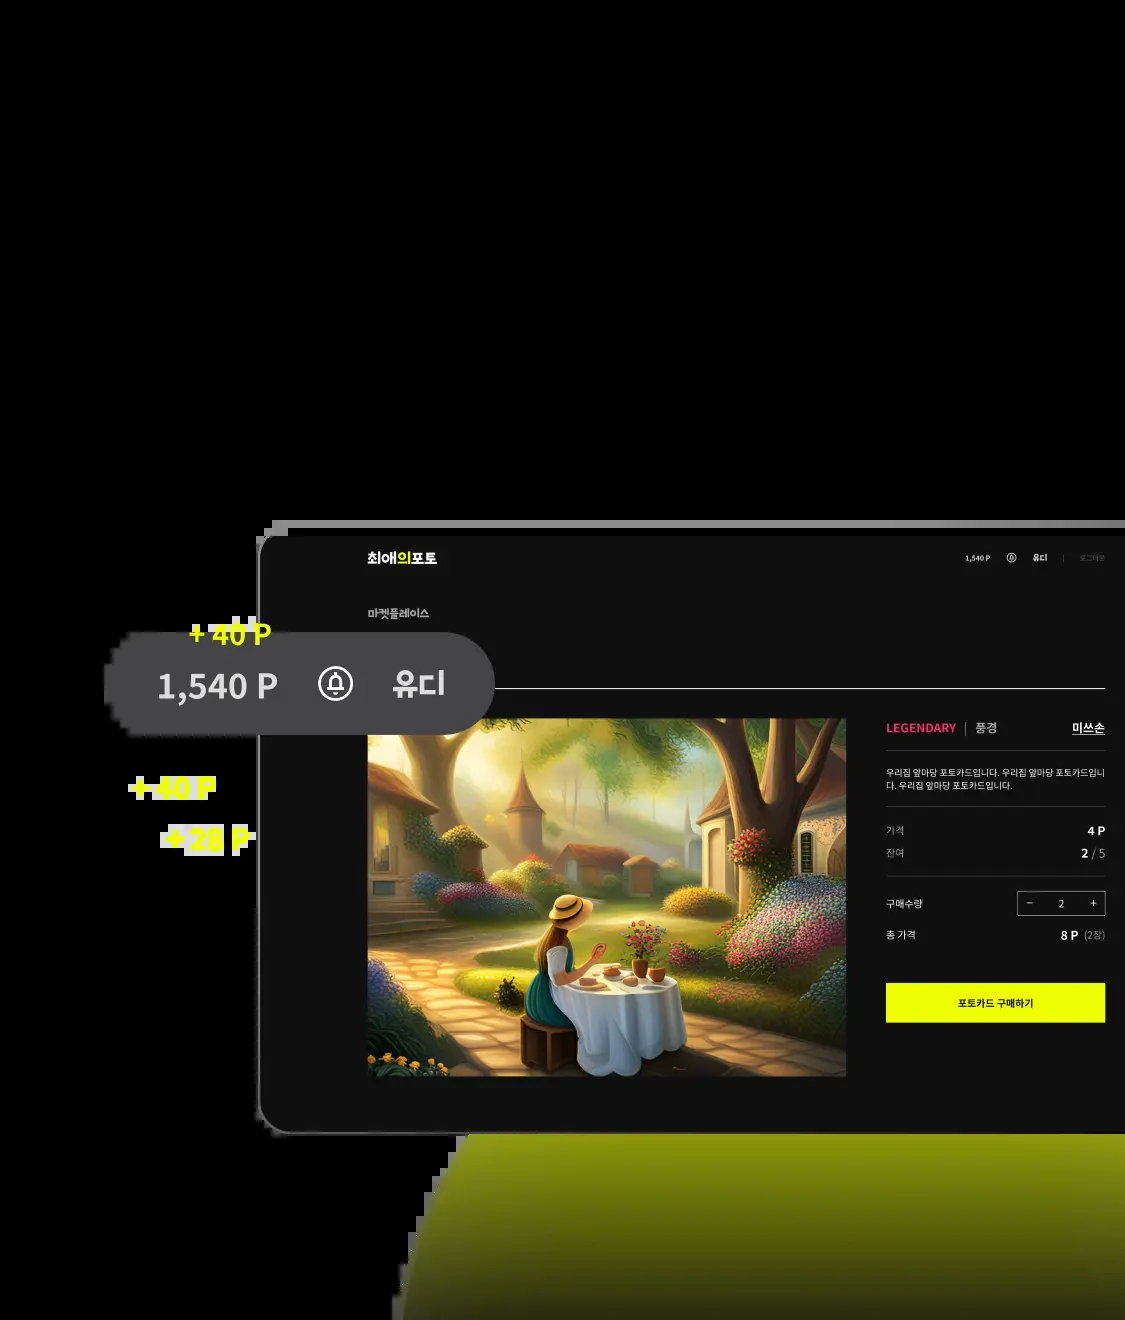 최애의포토
1,540 P 유디 | 로그아웃
마켓플레이스
+ 40 P
1,540 P 유디
+ 40 P
+ 28 P
LEGENDARY | 풍경 미쓰손
우리집 앞마당 포토카드입니다. 우리집 앞마당 포토카드입니
다. 우리집 앞마당 포토카드입니다.
가격 4 P
잔여 2 / 5
구매수량 − 2 +
총 가격 8 P (2장)
포토카드 구매하기